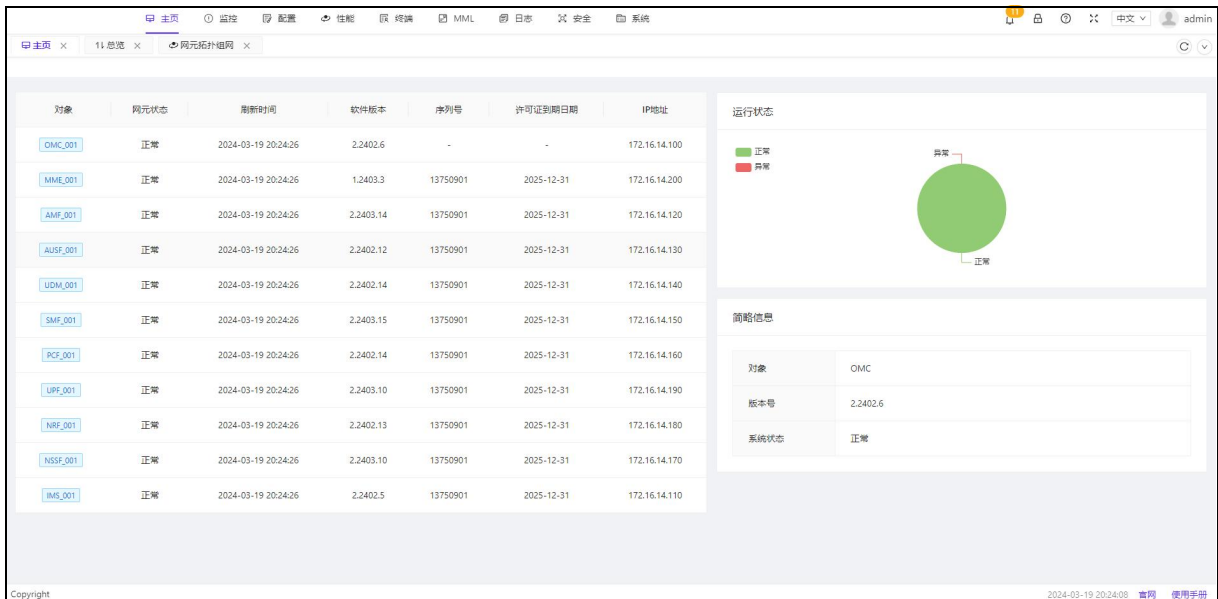 主页 监控 配置 性能 终端 MML 日志 安全 系统 11 中文 admin
主页 总览 网元拓扑组网
对象 网元状态 刷新时间 软件版本 序列号 许可证到期日期 IP地址
OMC_001 正常 2024-03-19 20:24:26 2.2402.6 - - 172.16.14.100
MME_001 正常 2024-03-19 20:24:26 1.2403.3 13750901 2025-12-31 172.16.14.200
AMF_001 正常 2024-03-19 20:24:26 2.2403.14 13750901 2025-12-31 172.16.14.120
AUSF_001 正常 2024-03-19 20:24:26 2.2402.12 13750901 2025-12-31 172.16.14.130
UDM_001 正常 2024-03-19 20:24:26 2.2402.14 13750901 2025-12-31 172.16.14.140
SMF_001 正常 2024-03-19 20:24:26 2.2403.15 13750901 2025-12-31 172.16.14.150
PCF_001 正常 2024-03-19 20:24:26 2.2402.14 13750901 2025-12-31 172.16.14.160
UPF_001 正常 2024-03-19 20:24:26 2.2403.10 13750901 2025-12-31 172.16.14.190
NRF_001 正常 2024-03-19 20:24:26 2.2402.13 13750901 2025-12-31 172.16.14.180
NSSF_001 正常 2024-03-19 20:24:26 2.2403.10 13750901 2025-12-31 172.16.14.170
IMS_001 正常 2024-03-19 20:24:26 2.2402.5 13750901 2025-12-31 172.16.14.110
运行状态
正常
异常
异常
正常
简略信息
对象 OMC
版本号 2.2402.6
系统状态 正常
Copyright 2024-03-19 20:24:08 官网 使用手册